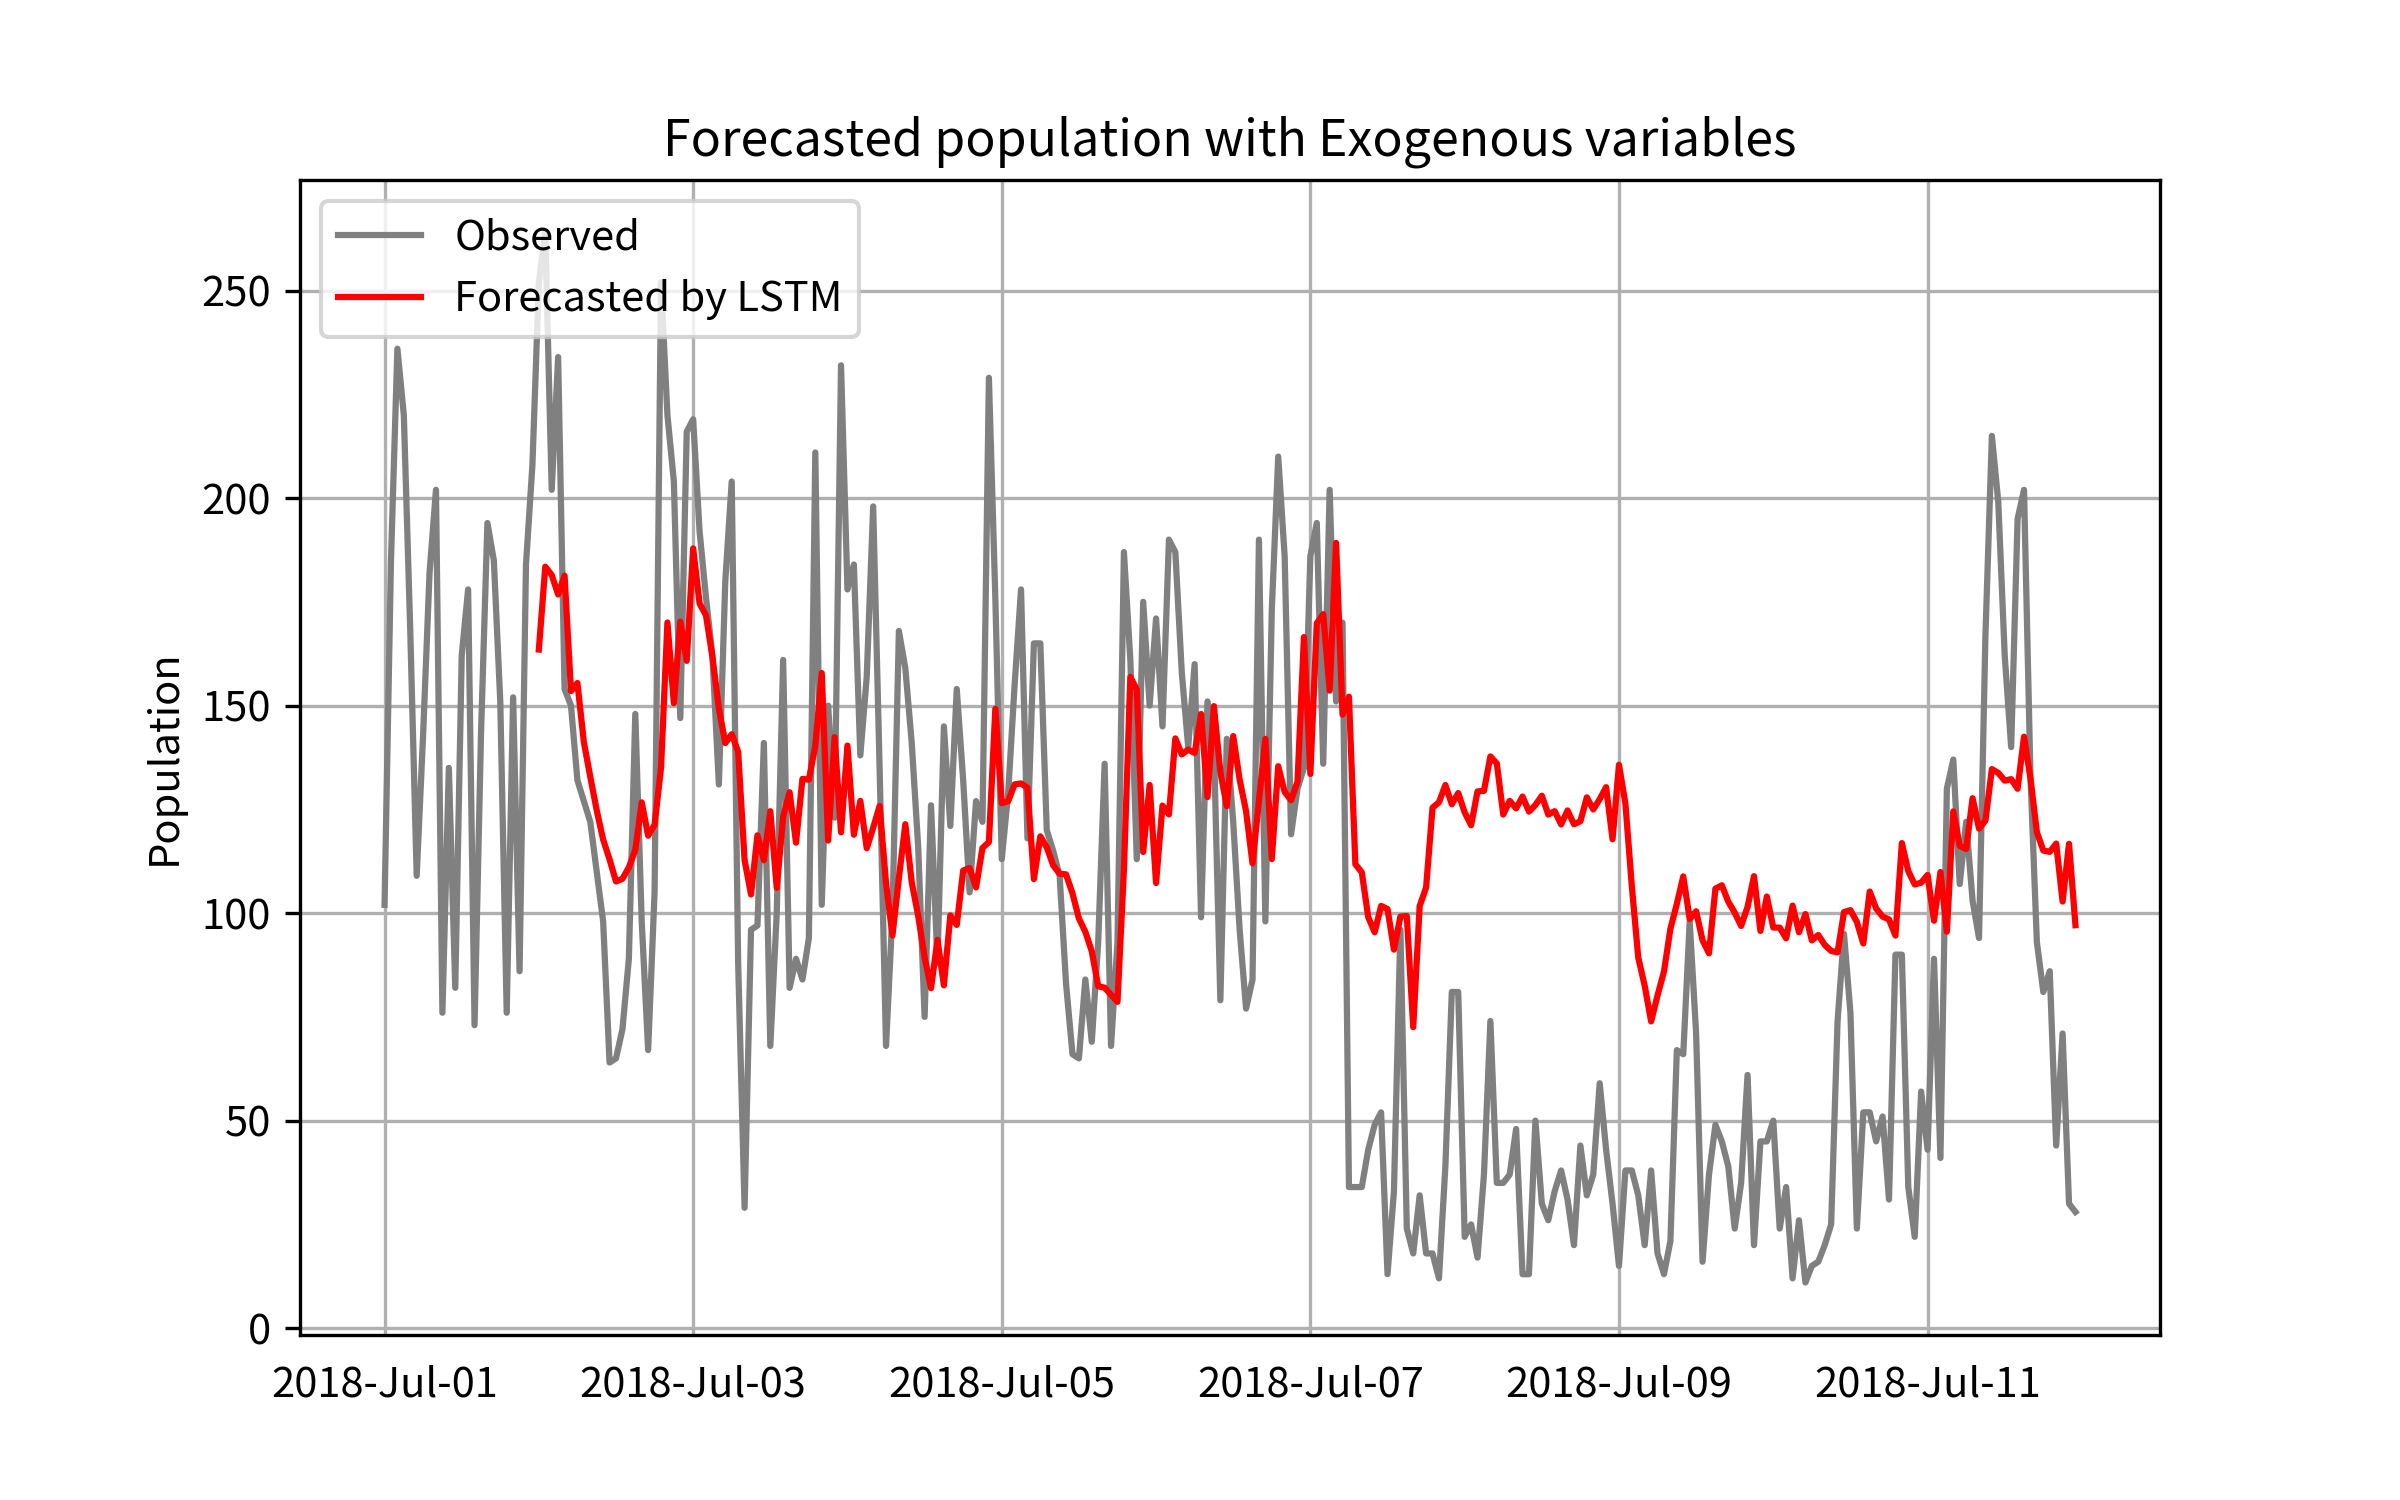 Forecasted population with Exogenous variables
Observed
Forecasted by LSTM
Population
250
200
150
100
50
0
2018-Jul-01 2018-Jul-03 2018-Jul-05 2018-Jul-07 2018-Jul-09 2018-Jul-11